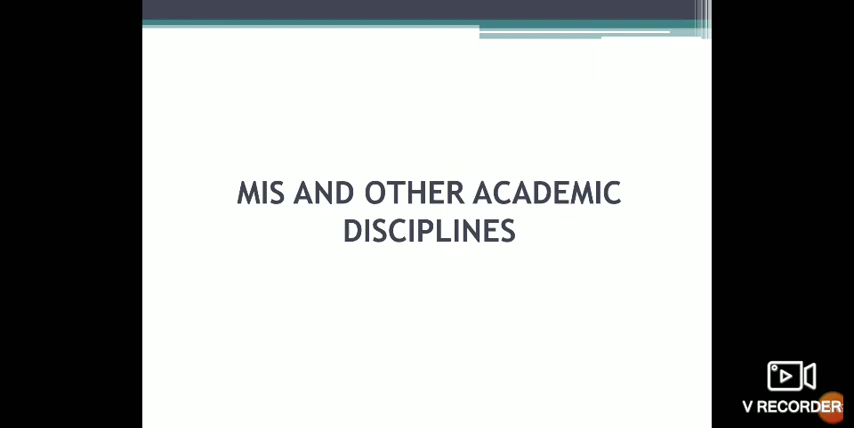 MIS AND OTHER ACADEMIC
DISCIPLINES
V RECORDER